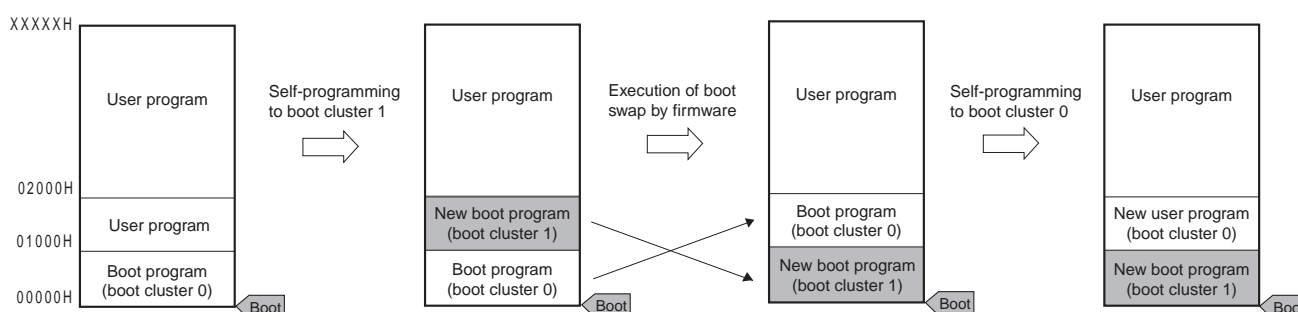 XXXXXH
User program
Self-programming
to boot cluster 1
User program
Execution of boot
swap by firmware
User program
Self-programming
to boot cluster 0
User program
02000H
User program
01000H
Boot program
(boot cluster 0)
00000H
Boot
New boot program
(boot cluster 1)
Boot program
(boot cluster 0)
Boot
Boot program
(boot cluster 0)
New boot program
(boot cluster 1)
Boot
New user program
(boot cluster 0)
New boot program
(boot cluster 1)
Boot